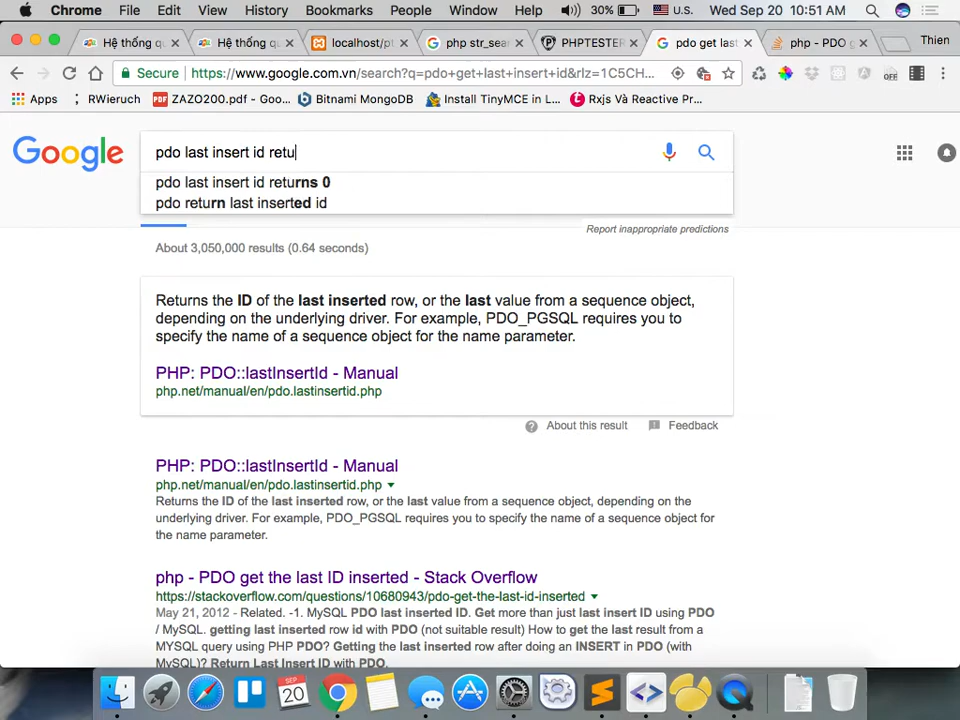 Chrome File Edit View History Bookmarks People Window Help 30% U.S. Wed Sep 20 10:51 AM
Hệ thống qu Hệ thống qu localhost/pl php str_sear PHPTESTER pdo get last php - PDO g Thien
Secure https://www.google.com.vn/search?q=pdo+get+last+insert+id&rlz=1C5CH... OFF
Apps ; RWieruch ZAZO200.pdf - Goo... Bitnami MongoDB Install TinyMCE in L... Rxjs Và Reactive Pr...
Google pdo last insert id retu
pdo last insert id returns 0
pdo return last inserted id
Report inappropriate predictions
About 3,050,000 results (0.64 seconds)
Returns the ID of the last inserted row, or the last value from a sequence object,
depending on the underlying driver. For example, PDO_PGSQL requires you to
specify the name of a sequence object for the name parameter.
PHP: PDO::lastInsertId - Manual
php.net/manual/en/pdo.lastinsertid.php
About this result Feedback
PHP: PDO::lastInsertId - Manual
php.net/manual/en/pdo.lastinsertid.php
Returns the ID of the last inserted row, or the last value from a sequence object, depending on the
underlying driver. For example, PDO_PGSQL requires you to specify the name of a sequence object for
the name parameter.
php - PDO get the last ID inserted - Stack Overflow
https://stackoverflow.com/questions/10680943/pdo-get-the-last-id-inserted
May 21, 2012 - Related. -1. MySQL PDO last inserted ID. Get more than just last insert ID using PDO
/ MySQL. getting last inserted row id with PDO (not suitable result) How to get the last result from a
MYSQL query using PHP PDO? Getting the last inserted row after doing an INSERT in PDO (with
MySQL)? Return Last Insert ID with PDO.
SEP
20